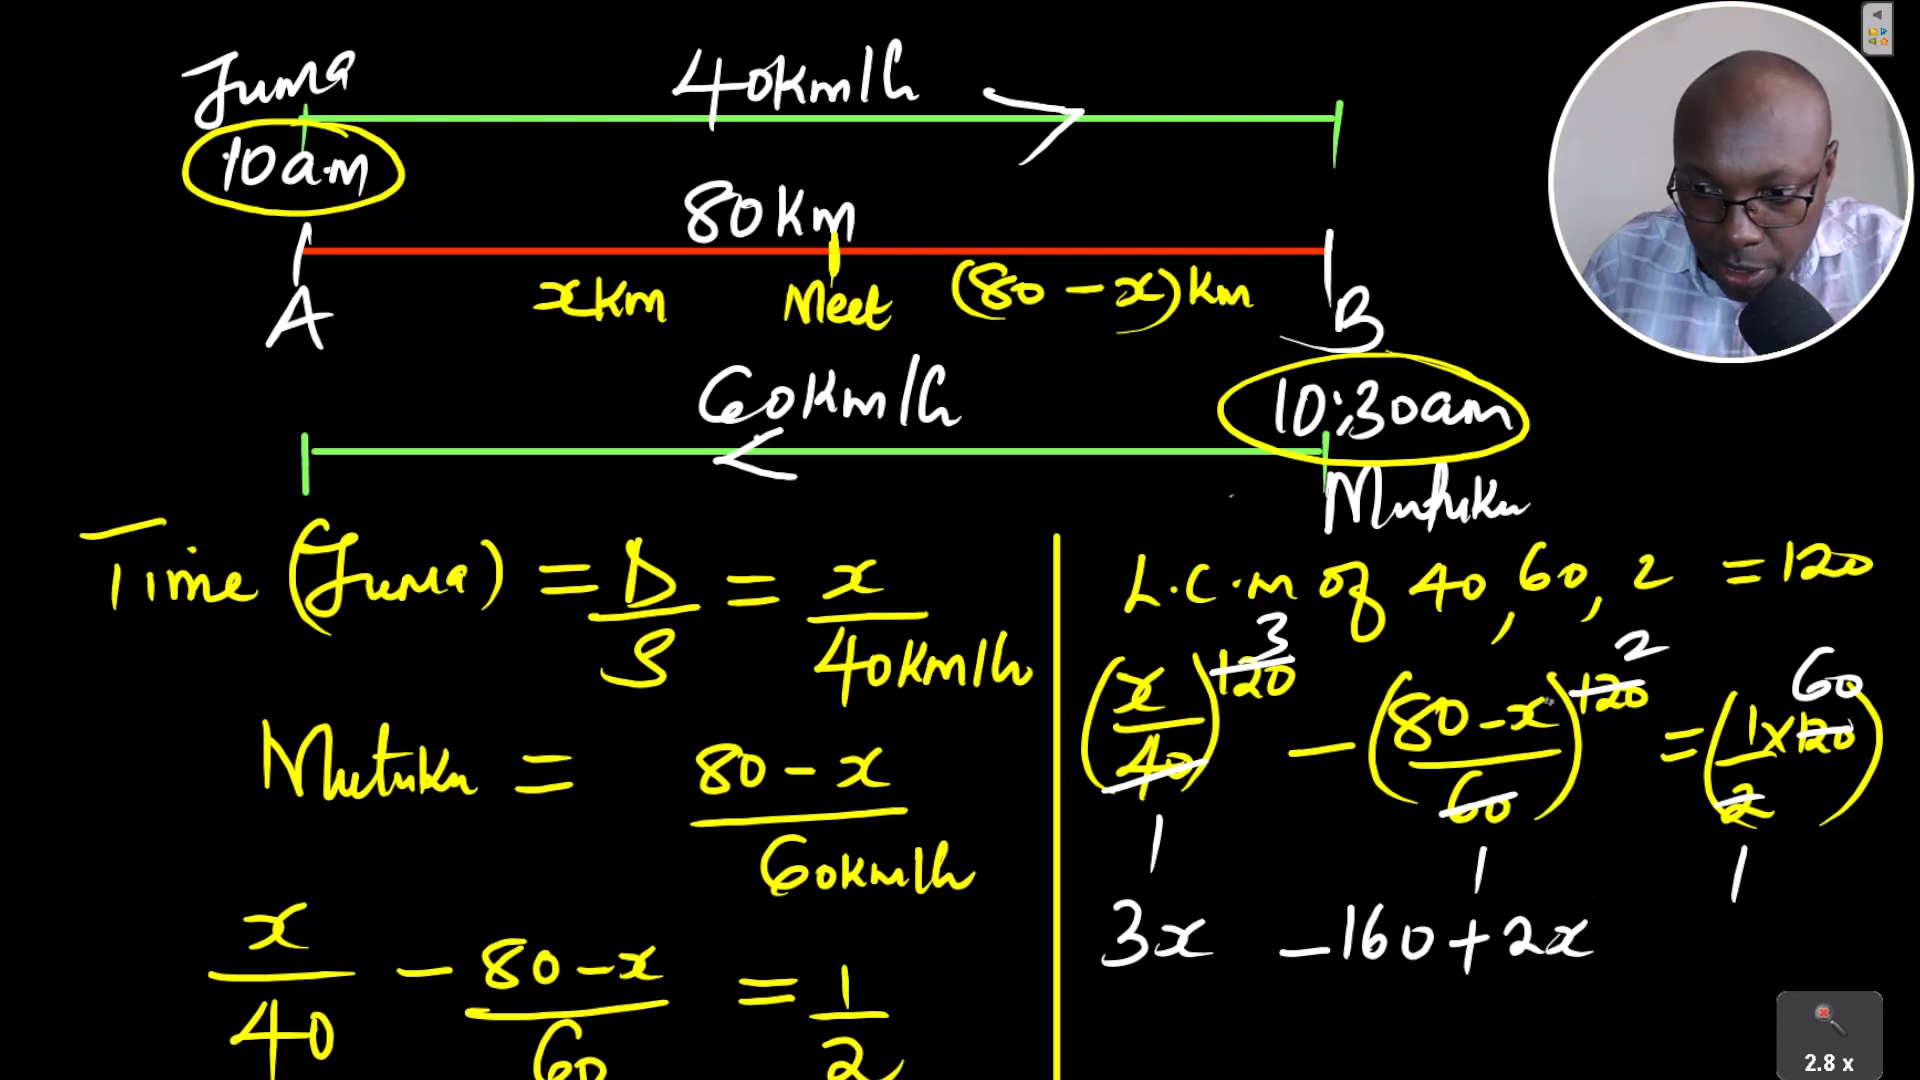 Juma 40km/h
10a.m
80km
xkm Meet (80 - x)km
A B
60km/h 10:30am
Mutuku
Time (Juma) = D/S = x/40km/h
Mutuku = 80 - x/60km/h
x/40 - 80 - x/60 = 1/2
L.C.M of 40, 60, 2 = 120
3 2 60
(x/40)120 - (80 - x/60)120 = (1/2 x 120)
1 1 1
3x - 160 + 2x
2.8 x